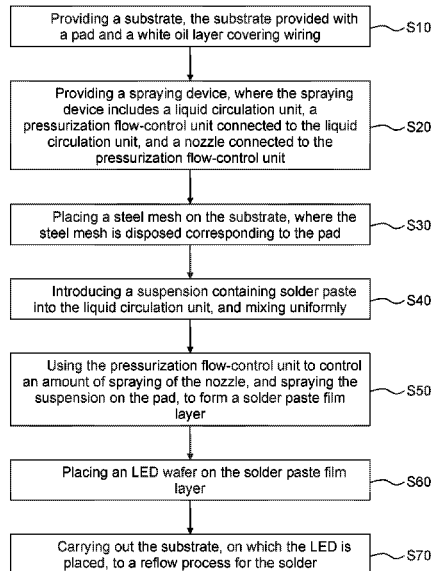 Providing a substrate, the substrate provided with
a pad and a white oil layer covering wiring
S10
Providing a spraying device, where the spraying
device includes a liquid circulation unit, a
pressurization flow-control unit connected to the liquid
circulation unit, and a nozzle connected to the
pressurization flow-control unit
S20
Placing a steel mesh on the substrate, where the
steel mesh is disposed corresponding to the pad
S30
Introducing a suspension containing solder paste
into the liquid circulation unit, and mixing uniformly
S40
Using the pressurization flow-control unit to control
an amount of spraying of the nozzle, and spraying the
suspension on the pad, to form a solder paste film
layer
S50
Placing an LED wafer on the solder paste film
layer
S60
Carrying out the substrate, on which the LED is
placed, to a reflow process for the solder
S70